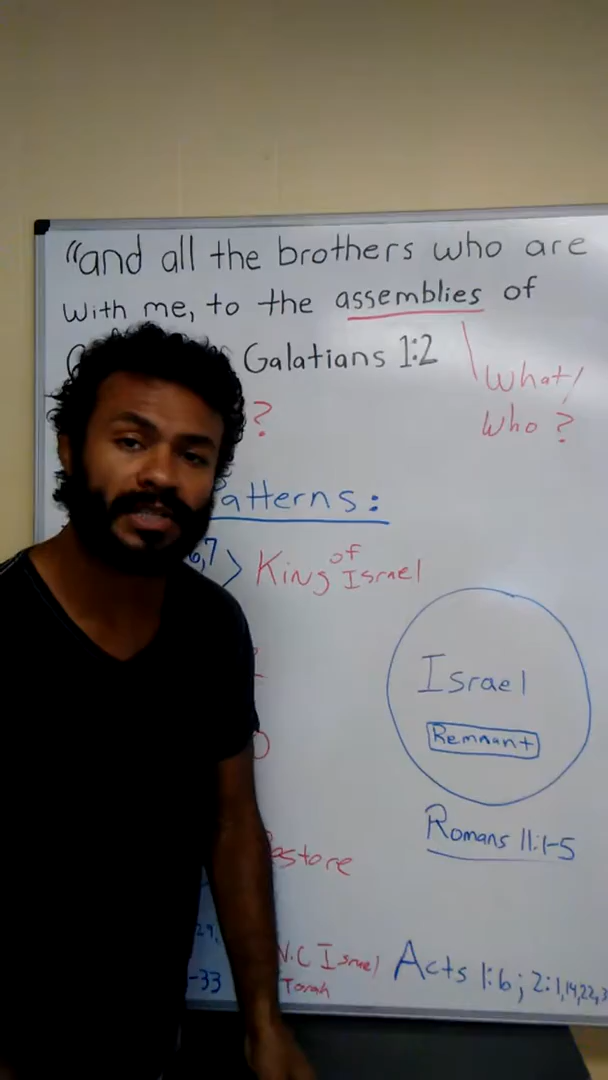 “and all the brothers who are
with me, to the assemblies of
Galatians 1:2
What/
Who ?
?
atterns:
6,7 > King of Israel
Israel
Remnant
Romans 11:1-5
estore
29,
-33
N.C Israel
Torah
Acts 1:6; 2:1,14,22,3